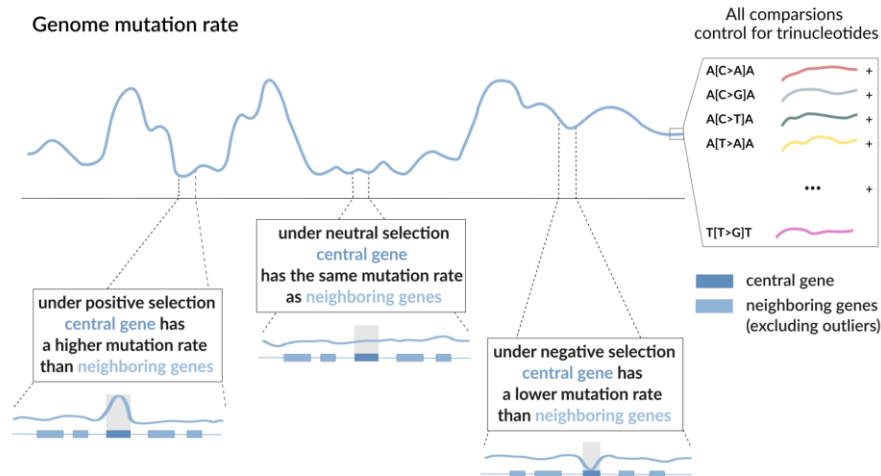 Genome mutation rate
All comparsions
control for trinucleotides
A[C>A]A +
A[C>G]A +
A[C>T]A +
A[T>A]A +
... +
T[T>G]T
central gene
neighboring genes
(excluding outliers)
under neutral selection
central gene
has the same mutation rate
as neighboring genes
under positive selection
central gene has
a higher mutation rate
than neighboring genes
under negative selection
central gene has
a lower mutation rate
than neighboring genes